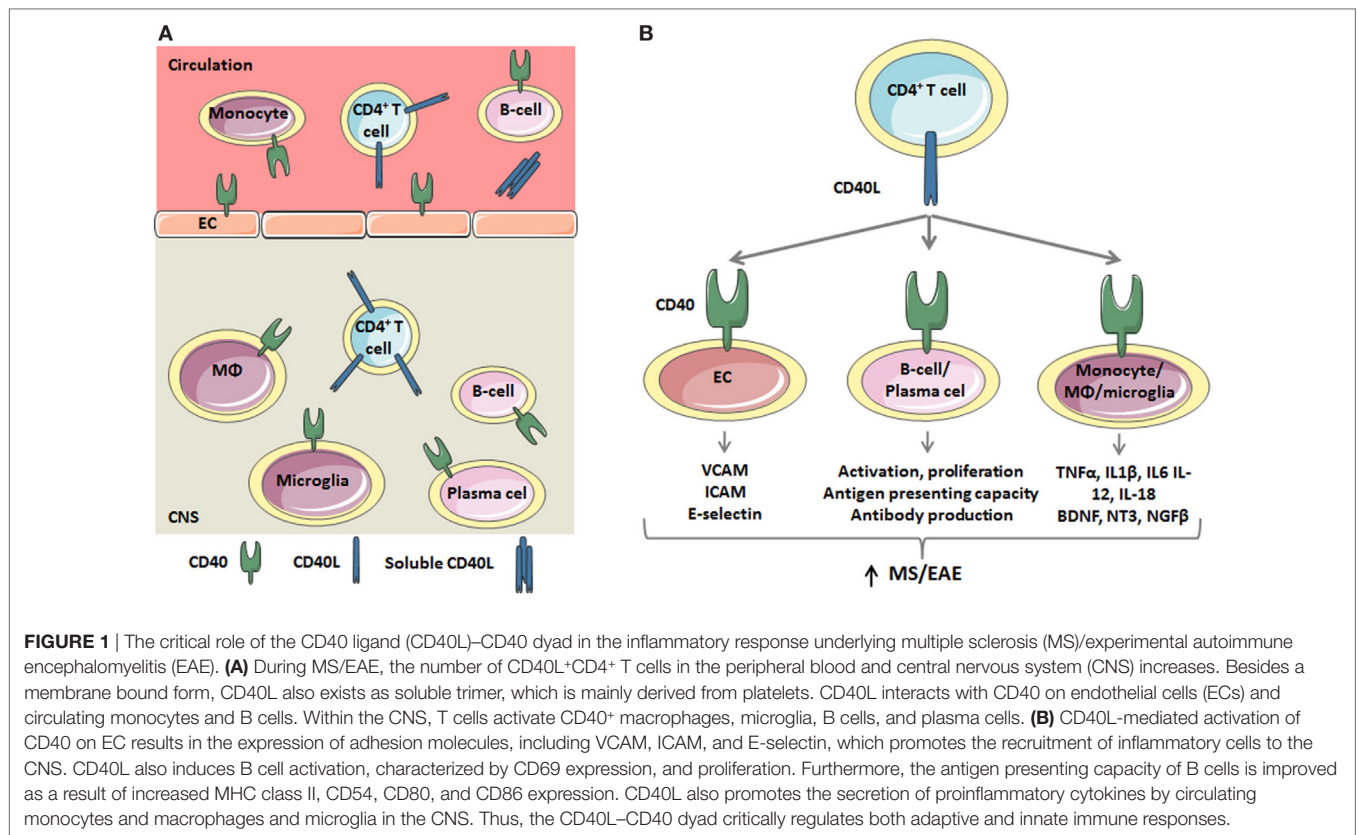 A
Circulation
Monocyte
CD4⁺ T
cell
B-cell
EC
MΦ
CD4⁺ T
cell
B-cell
Microglia
Plasma cel
CNS
CD40
CD40L
Soluble CD40L
B
CD4⁺ T cell
CD40L
CD40
EC
B-cell/
Plasma cel
Monocyte/
MΦ/microglia
VCAM
ICAM
E-selectin
Activation, proliferation
Antigen presenting capacity
Antibody production
TNFα, IL1β, IL6 IL-
12, IL-18
BDNF, NT3, NGFβ
↑ MS/EAE
FIGURE 1 | The critical role of the CD40 ligand (CD40L)–CD40 dyad in the inflammatory response underlying multiple sclerosis (MS)/experimental autoimmune
encephalomyelitis (EAE). (A) During MS/EAE, the number of CD40L⁺CD4⁺ T cells in the peripheral blood and central nervous system (CNS) increases. Besides a
membrane bound form, CD40L also exists as soluble trimer, which is mainly derived from platelets. CD40L interacts with CD40 on endothelial cells (ECs) and
circulating monocytes and B cells. Within the CNS, T cells activate CD40⁺ macrophages, microglia, B cells, and plasma cells. (B) CD40L-mediated activation of
CD40 on EC results in the expression of adhesion molecules, including VCAM, ICAM, and E-selectin, which promotes the recruitment of inflammatory cells to the
CNS. CD40L also induces B cell activation, characterized by CD69 expression, and proliferation. Furthermore, the antigen presenting capacity of B cells is improved
as a result of increased MHC class II, CD54, CD80, and CD86 expression. CD40L also promotes the secretion of proinflammatory cytokines by circulating
monocytes and macrophages and microglia in the CNS. Thus, the CD40L–CD40 dyad critically regulates both adaptive and innate immune responses.